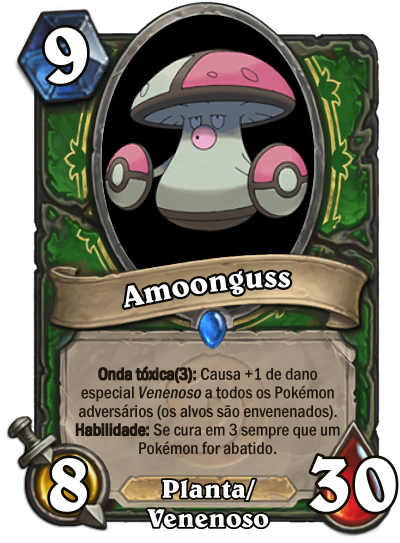 9
Amoonguss
Onda tóxica(3): Causa +1 de dano
especial Venenoso a todos os Pokémon
adversários (os alvos são envenenados).
Habilidade: Se cura em 3 sempre que um
Pokémon for abatido.
8
Planta/
Venenoso
30